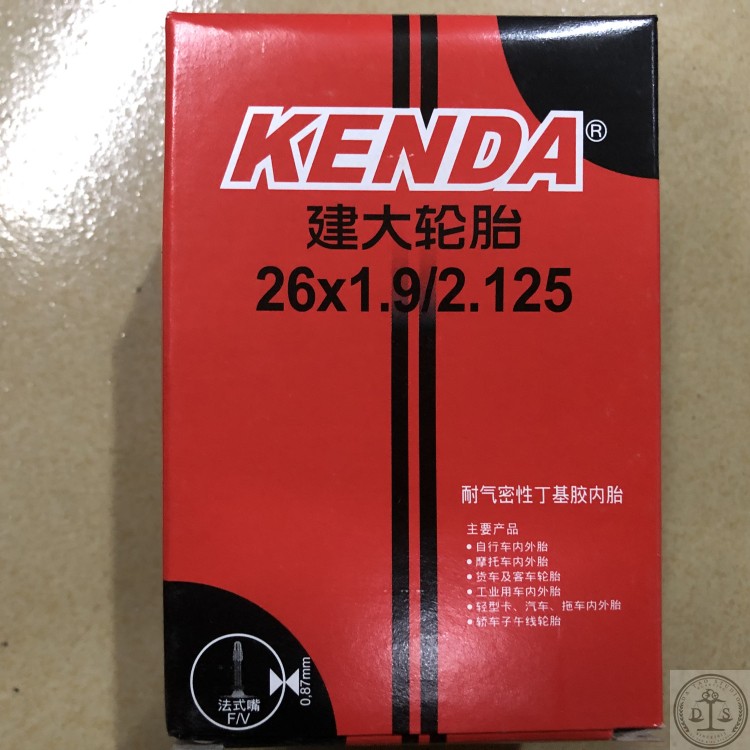 KENDA®
建大轮胎
26x1.9/2.125
耐气密性丁基胶内胎
主要产品
• 自行车内外胎
• 摩托车内外胎
• 货车及客车轮胎
• 工业用车内外胎
• 轻型卡、汽车、拖车内外胎
• 轿车子午线轮胎
法式嘴
F/V
0,87mm
D S